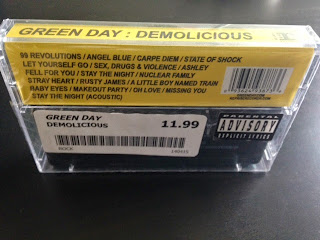 GREEN DAY : DEMOLICIOUS
99 REVOLUTIONS / ANGEL BLUE / CARPE DIEM / STATE OF SHOCK
LET YOURSELF GO / SEX, DRUGS & VIOLENCE / ASHLEY
FELL FOR YOU / STAY THE NIGHT / NUCLEAR FAMILY
STRAY HEART / RUSTY JAMES / A LITTLE BOY NAMED TRAIN
BABY EYES / MAKEOUT PARTY / OH LOVE / MISSING YOU
STAY THE NIGHT (ACOUSTIC)
GREEN DAY
DEMOLICIOUS
11.99
ROCK
PARENTAL
ADVISORY
EXPLICIT LYRICS